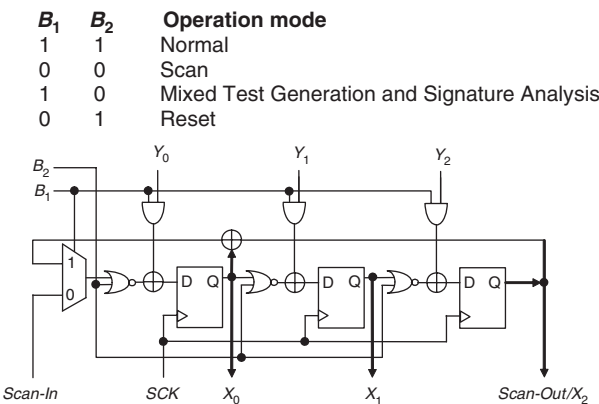 B1 B2 Operation mode
1 1 Normal
0 0 Scan
1 0 Mixed Test Generation and Signature Analysis
0 1 Reset
Y0 Y1 Y2
B2
B1
1
0
D Q D Q D Q
Scan-In SCK X0 X1 Scan-Out/X2